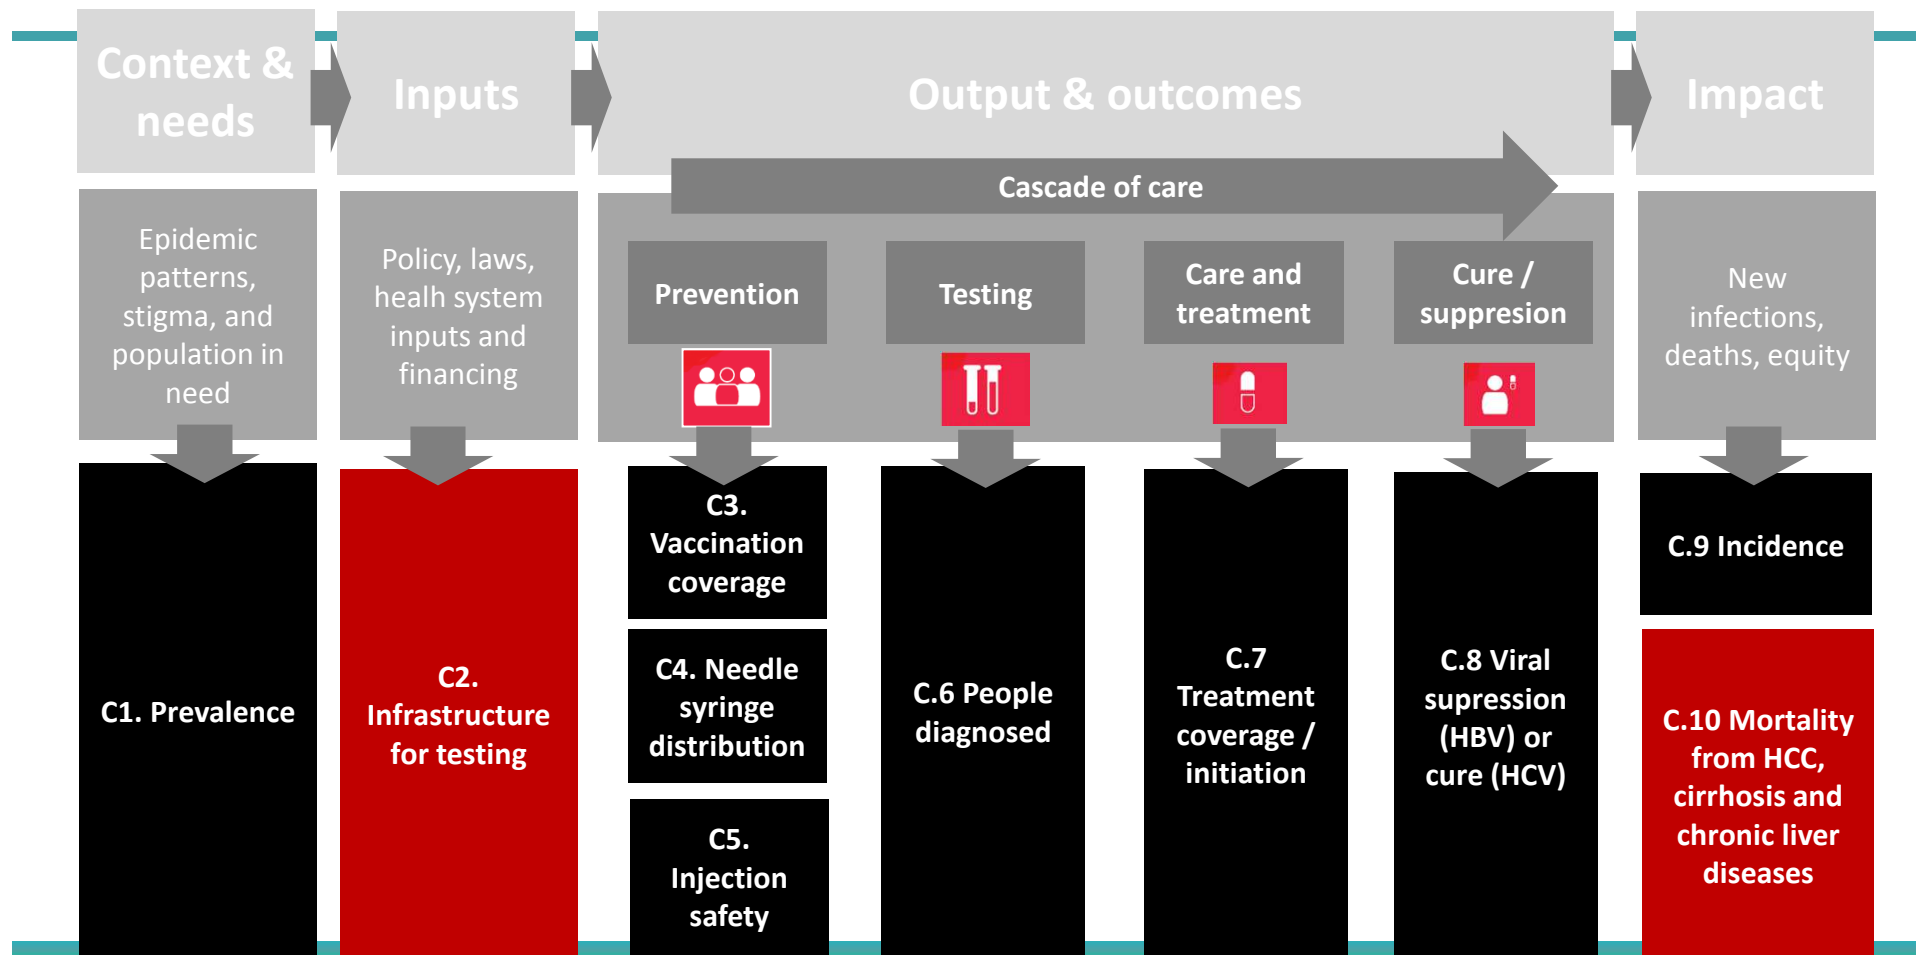 Context &
needs
Inputs
Output & outcomes
Impact
Cascade of care
Epidemic
patterns,
stigma, and
population in
need
Policy, laws,
healh system
inputs and
financing
Prevention
Testing
Care and
treatment
Cure /
suppresion
New
infections,
deaths, equity
C1. Prevalence
C2.
Infrastructure
for testing
C3.
Vaccination
coverage
C4. Needle
syringe
distribution
C5.
Injection
safety
C.6 People
diagnosed
C.7
Treatment
coverage /
initiation
C.8 Viral
supression
(HBV) or
cure (HCV)
C.9 Incidence
C.10 Mortality
from HCC,
cirrhosis and
chronic liver
diseases